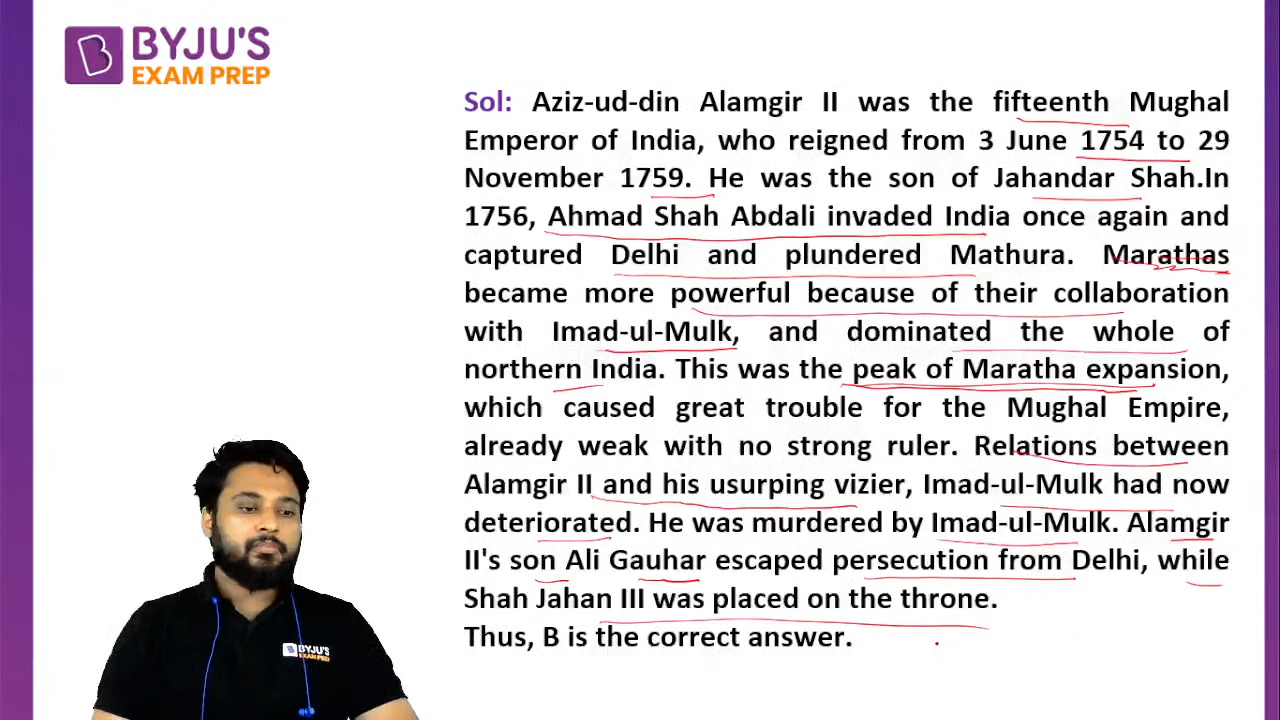 BYJU'S
EXAM PREP
Sol: Aziz-ud-din Alamgir II was the fifteenth Mughal
Emperor of India, who reigned from 3 June 1754 to 29
November 1759. He was the son of Jahandar Shah.In
1756, Ahmad Shah Abdali invaded India once again and
captured Delhi and plundered Mathura. Marathas
became more powerful because of their collaboration
with Imad-ul-Mulk, and dominated the whole of
northern India. This was the peak of Maratha expansion,
which caused great trouble for the Mughal Empire,
already weak with no strong ruler. Relations between
Alamgir II and his usurping vizier, Imad-ul-Mulk had now
deteriorated. He was murdered by Imad-ul-Mulk. Alamgir
II's son Ali Gauhar escaped persecution from Delhi, while
Shah Jahan III was placed on the throne.
Thus, B is the correct answer.
BYJU'S
EXAM PREP